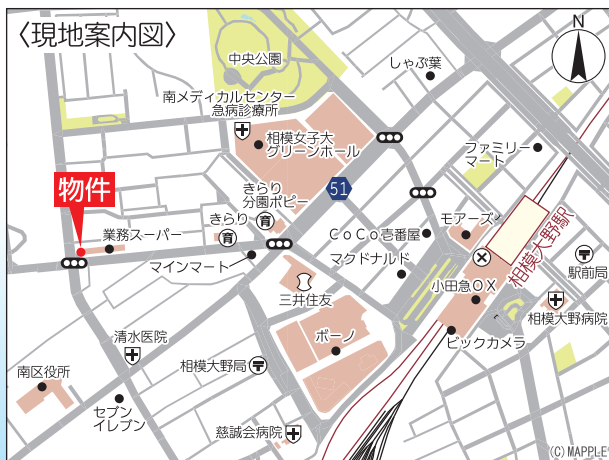 〈現地案内図〉
N
中央公園
しゃぶ葉
南メディカルセンター
急病診療所
相模女子大
グリーンホール
ファミリー
マート
物件
きらり
分園ポピー
51
きらり
育
育
業務スーパー
モアーズ
CoCo壱番屋
マクドナルド
マインマート
相模大野駅
駅前局
三井住友
小田急OX
相模大野病院
ボーノ
ビックカメラ
清水医院
相模大野局
南区役所
セブン
イレブン
慈誠会病院
(C)MAPPLE